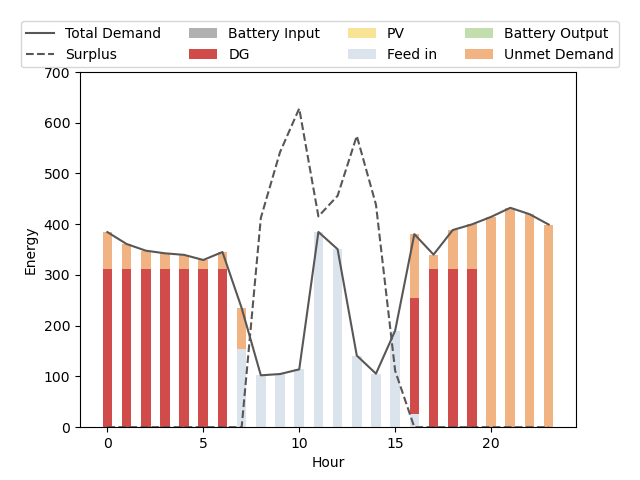 Total Demand Battery Input PV Battery Output
Surplus DG Feed in Unmet Demand
700
600
500
400
300
200
100
0
Energy
0 5 10 15 20
Hour